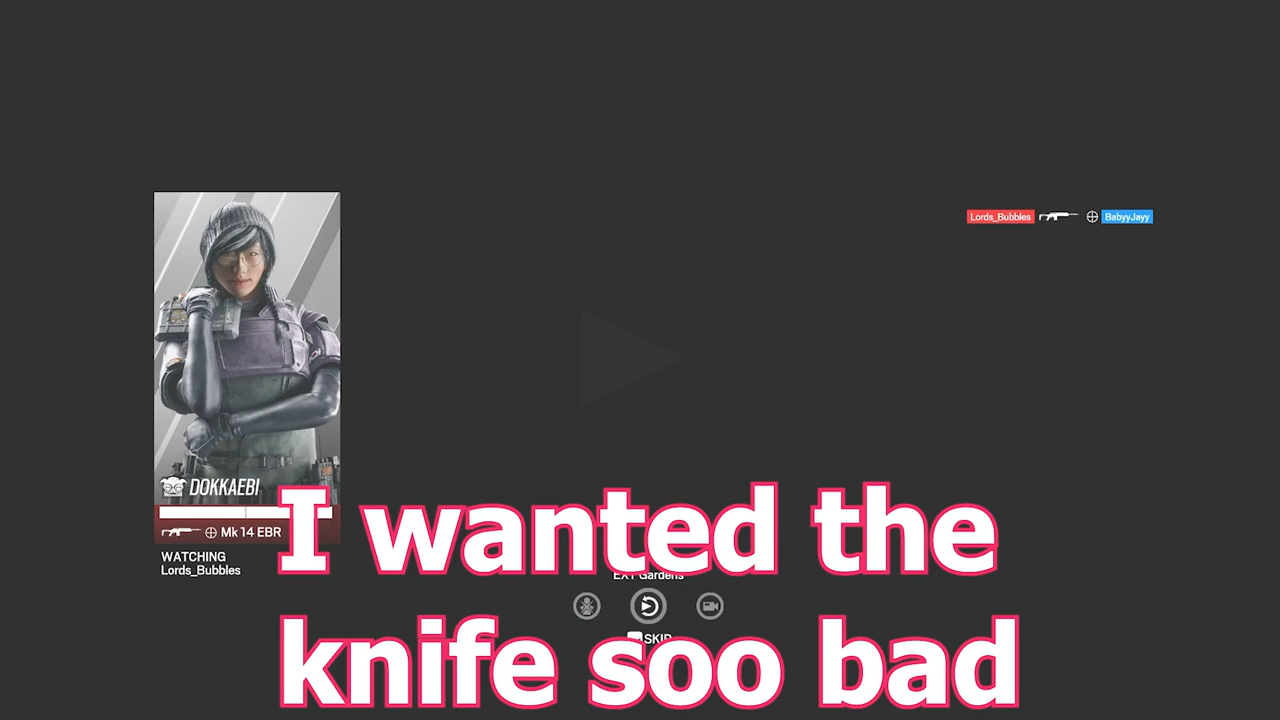 Lords_Bubbles BabyyJayy
DOKKAEBI
Mk 14 EBR
WATCHING
Lords_Bubbles
I wanted the
EXT Gardens
SKIP
knife soo bad